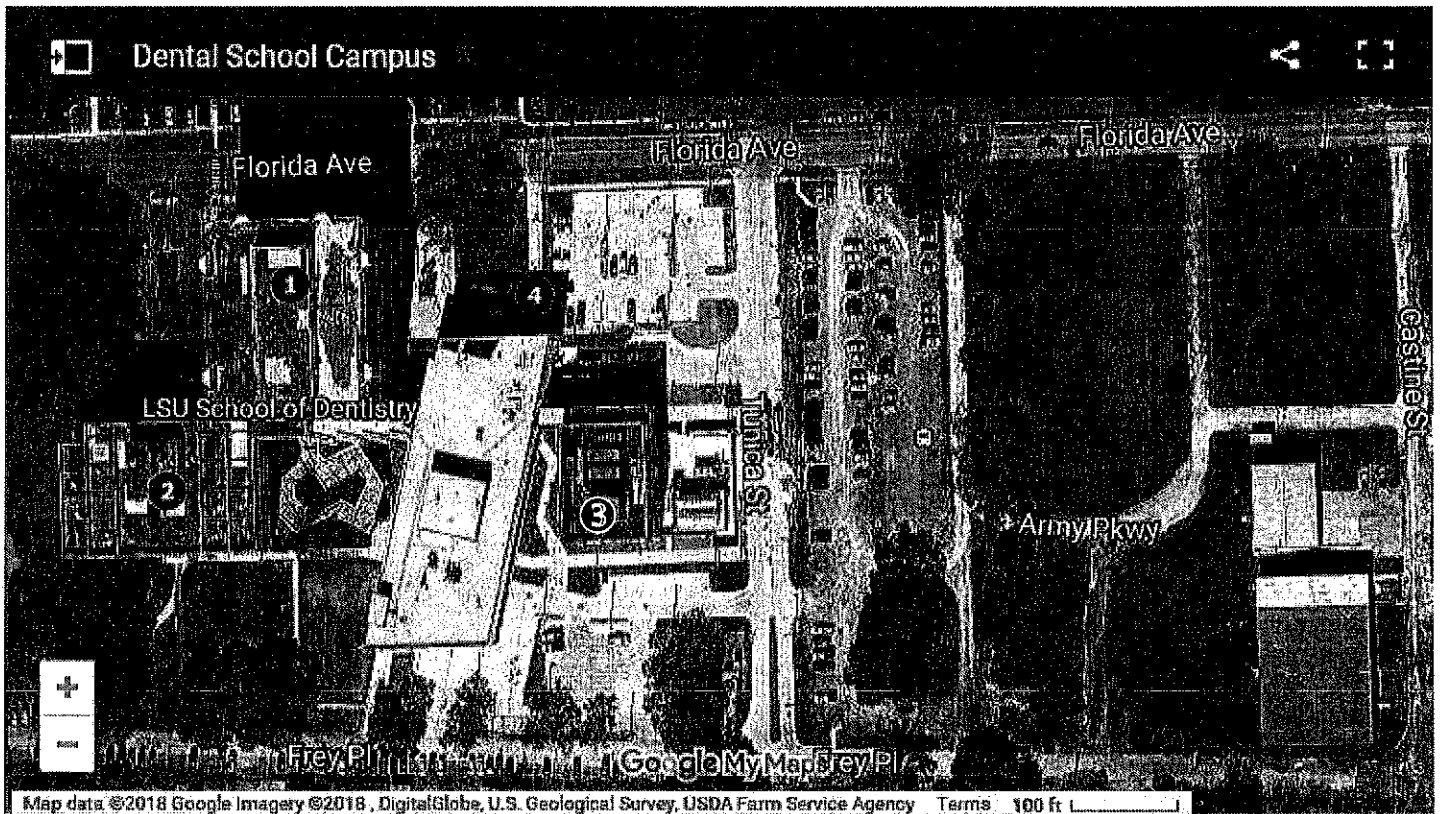 Dental School Campus
Florida Ave
Florida Ave
Florida Ave
1
4
LSU School of Dentistry
Tunica St
castine St
2
3
Army Pkwy
+
−
Frey Pl
Google My Maps
Frey Pl
Map data ©2018 Google Imagery ©2018 , DigitalGlobe, U.S. Geological Survey, USDA Farm Service Agency Terms 100 ft